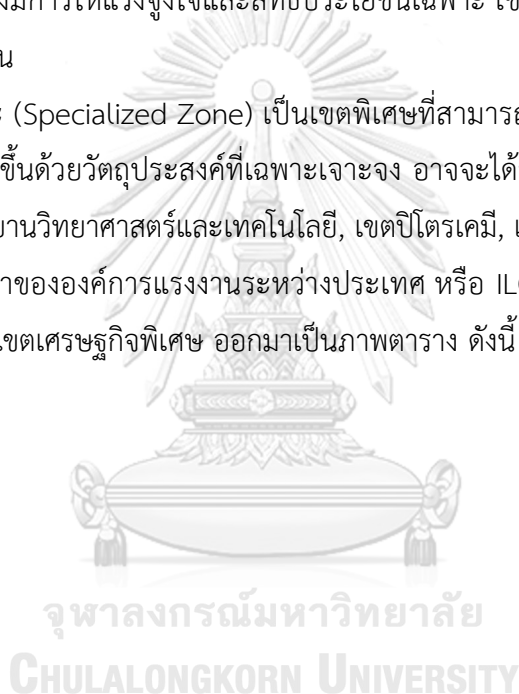 งมีการให้แรงจูงใจและสิทธิประโยชน์เฉพาะ เช
น
ะ (Specialized Zone) เป็นเขตพิเศษที่สามารถ
ขึ้นด้วยวัตถุประสงค์ที่เฉพาะเจาะจง อาจจะได้
ยานวิทยาศาสตร์และเทคโนโลยี, เขตปิโตรเคมี, เ
าขององค์การแรงงานระหว่างประเทศ หรือ IL
เขตเศรษฐกิจพิเศษ ออกมาเป็นภาพตาราง ดังนี้
จุฬาลงกรณ์มหาวิทยาลัย
CHULALONGKORN UNIVERSITY